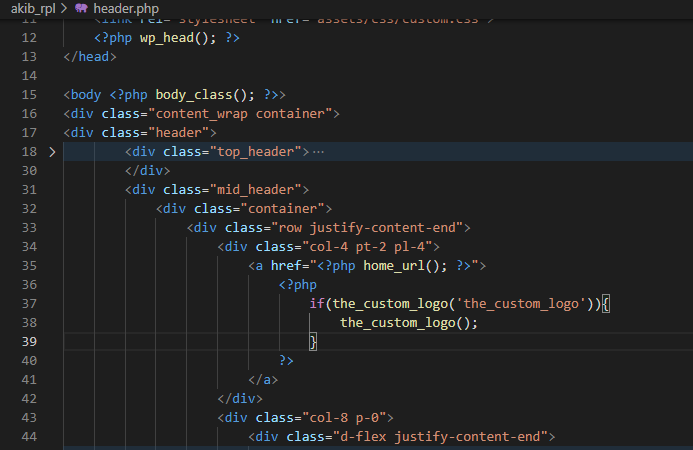 akib_rpl > header.php
11 <link rel="stylesheet" href="assets/css/custom.css"
12 <?php wp_head(); ?>
13 </head>
14
15 <body <?php body_class(); ?>>
16 <div class="content_wrap container">
17 <div class="header">
18 > <div class="top_header">…
30 </div>
31 <div class="mid_header">
32 <div class="container">
33 <div class="row justify-content-end">
34 <div class="col-4 pt-2 pl-4">
35 <a href="<?php home_url(); ?>">
36 <?php
37 if(the_custom_logo('the_custom_logo')){
38 the_custom_logo();
39 }
40 ?>
41 </a>
42 </div>
43 <div class="col-8 p-0">
44 <div class="d-flex justify-content-end">